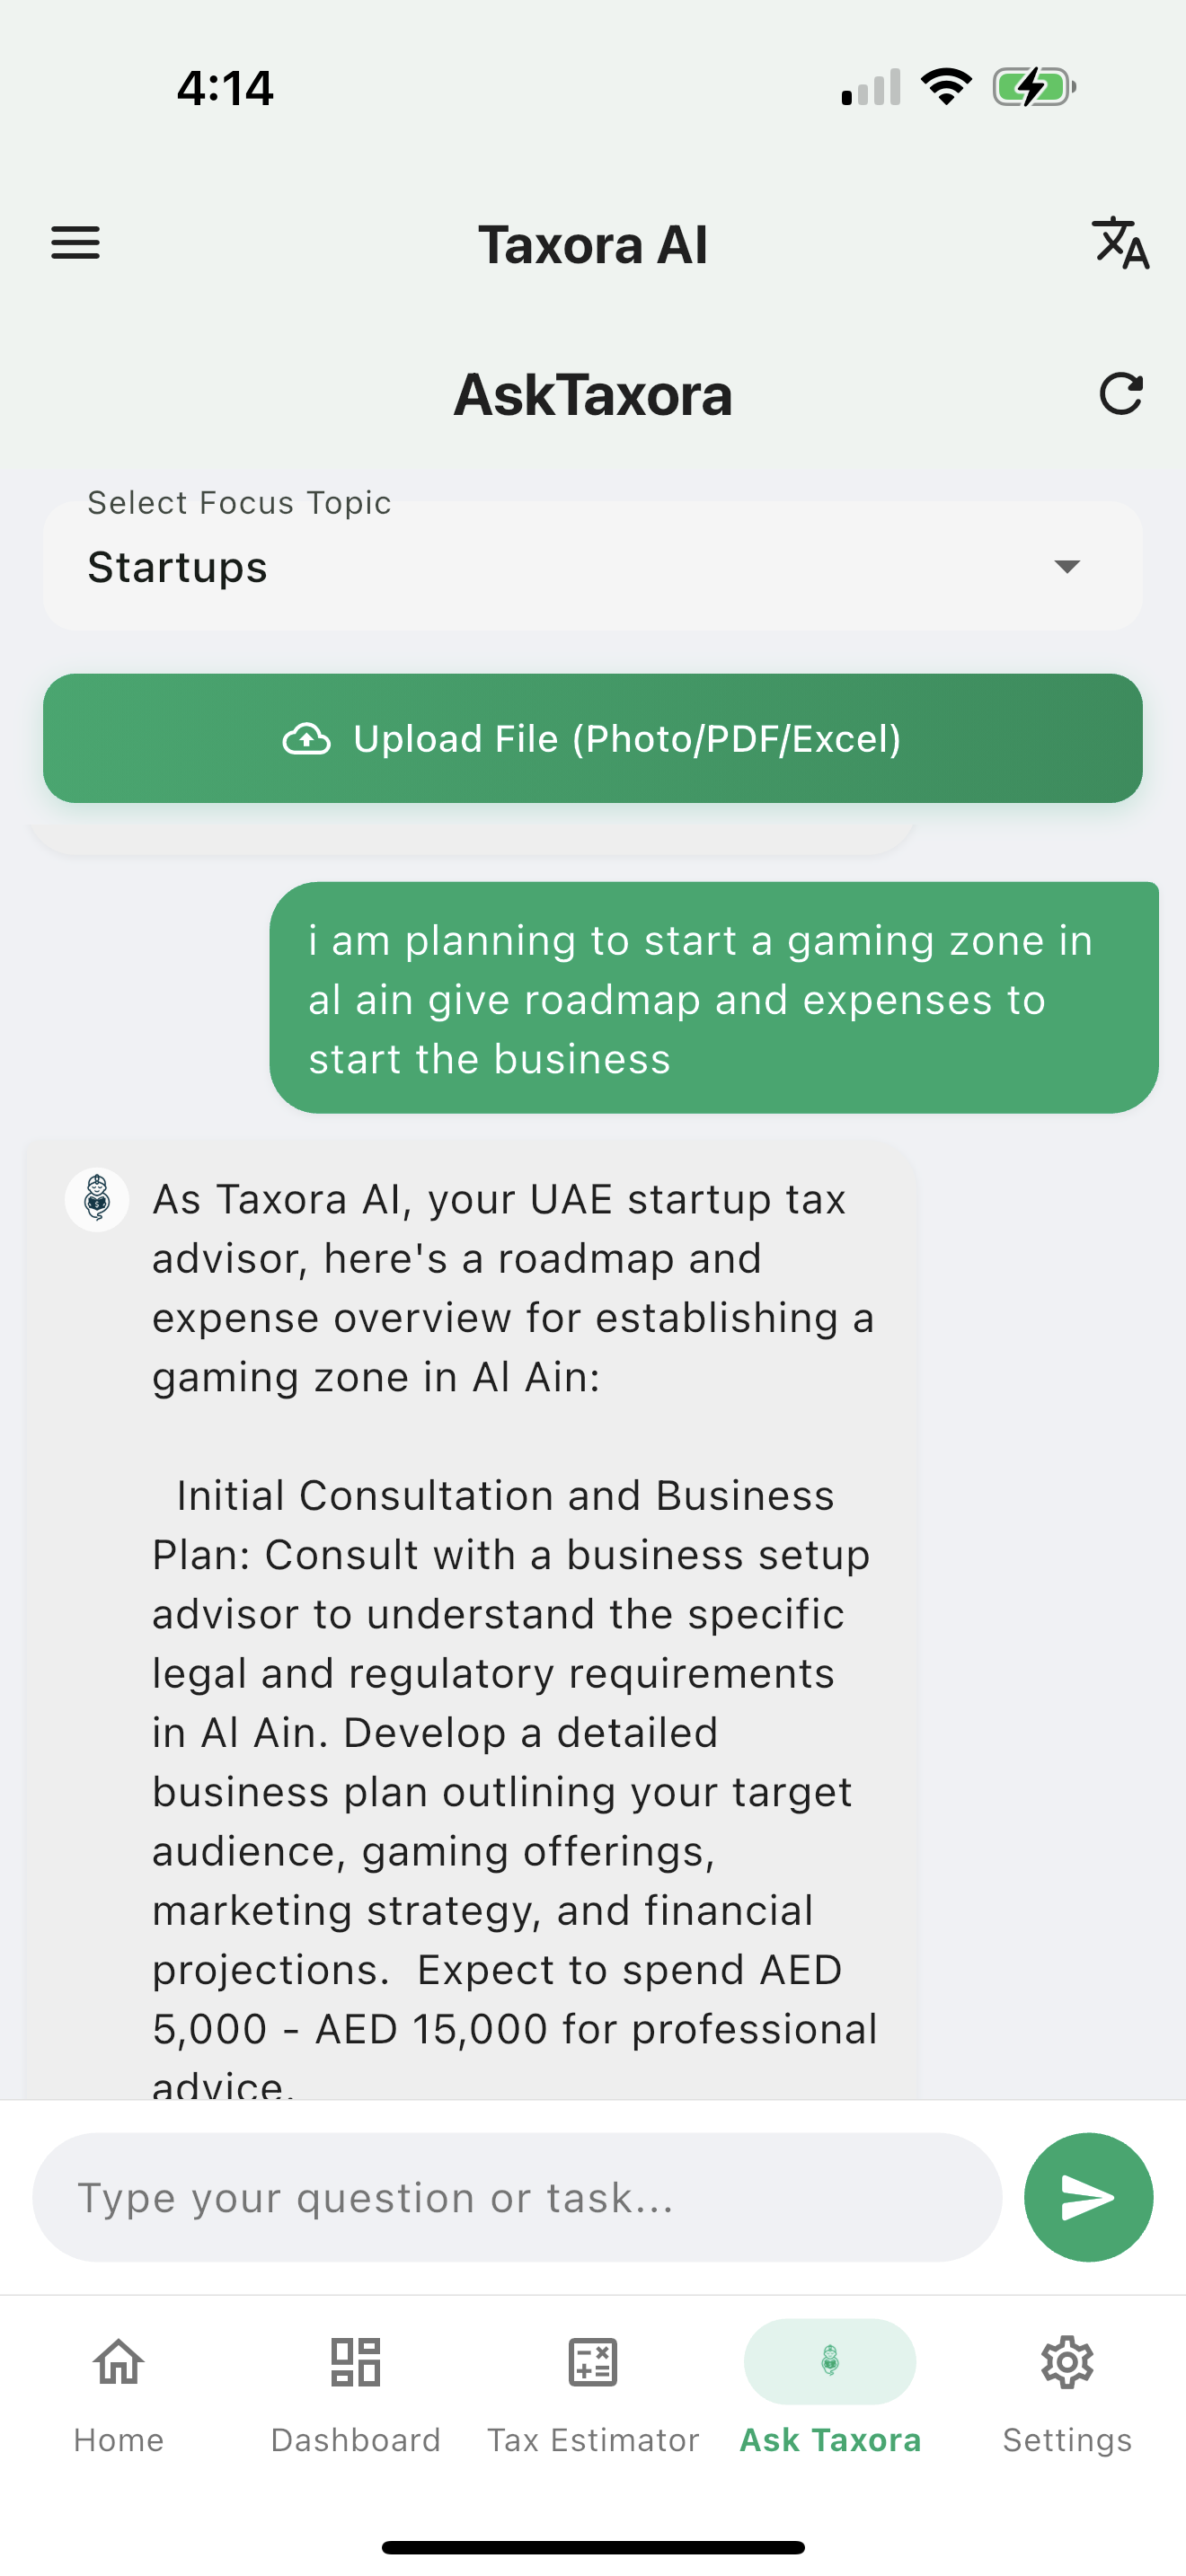 4:14
Taxora AI
AskTaxora
Select Focus Topic
Startups
Upload File (Photo/PDF/Excel)
i am planning to start a gaming zone in
al ain give roadmap and expenses to
start the business
As Taxora AI, your UAE startup tax
advisor, here's a roadmap and
expense overview for establishing a
gaming zone in Al Ain:
Initial Consultation and Business
Plan: Consult with a business setup
advisor to understand the specific
legal and regulatory requirements
in Al Ain. Develop a detailed
business plan outlining your target
audience, gaming offerings,
marketing strategy, and financial
projections.  Expect to spend AED
5,000 - AED 15,000 for professional
advice.
Type your question or task...
Home
Dashboard
Tax Estimator
Ask Taxora
Settings